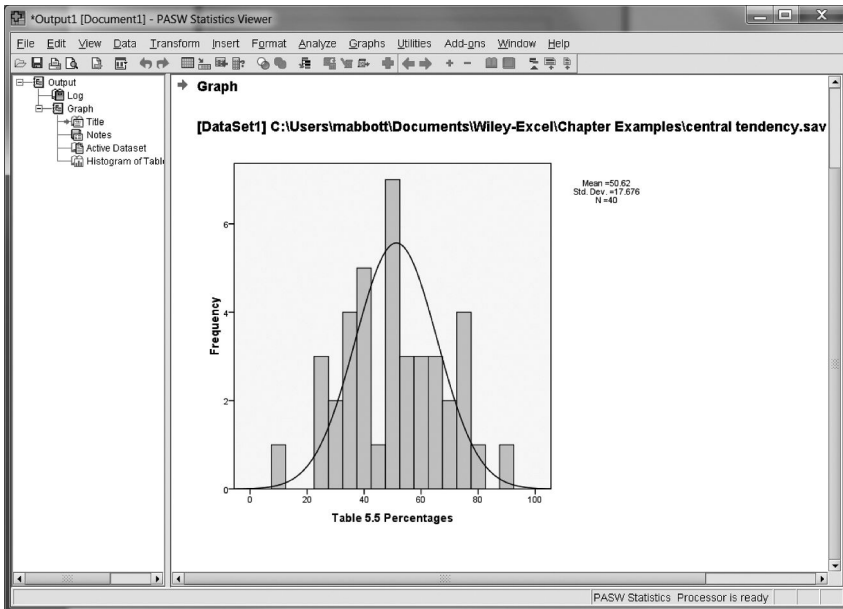 *Output1 [Document1] - PASW Statistics Viewer
File Edit View Data Transform Insert Format Analyze Graphs Utilities Add-ons Window Help
Output
Log
Graph
Title
Notes
Active Dataset
Histogram of Table
Graph
[DataSet1] C:\Users\mabbott\Documents\Wiley-Excel\Chapter Examples\central tendency.sav
Mean =50.62
Std. Dev. =17.676
N =40
Frequency
6
4
2
0
0 20 40 60 80 100
Table 5.5 Percentages
PASW Statistics Processor is ready